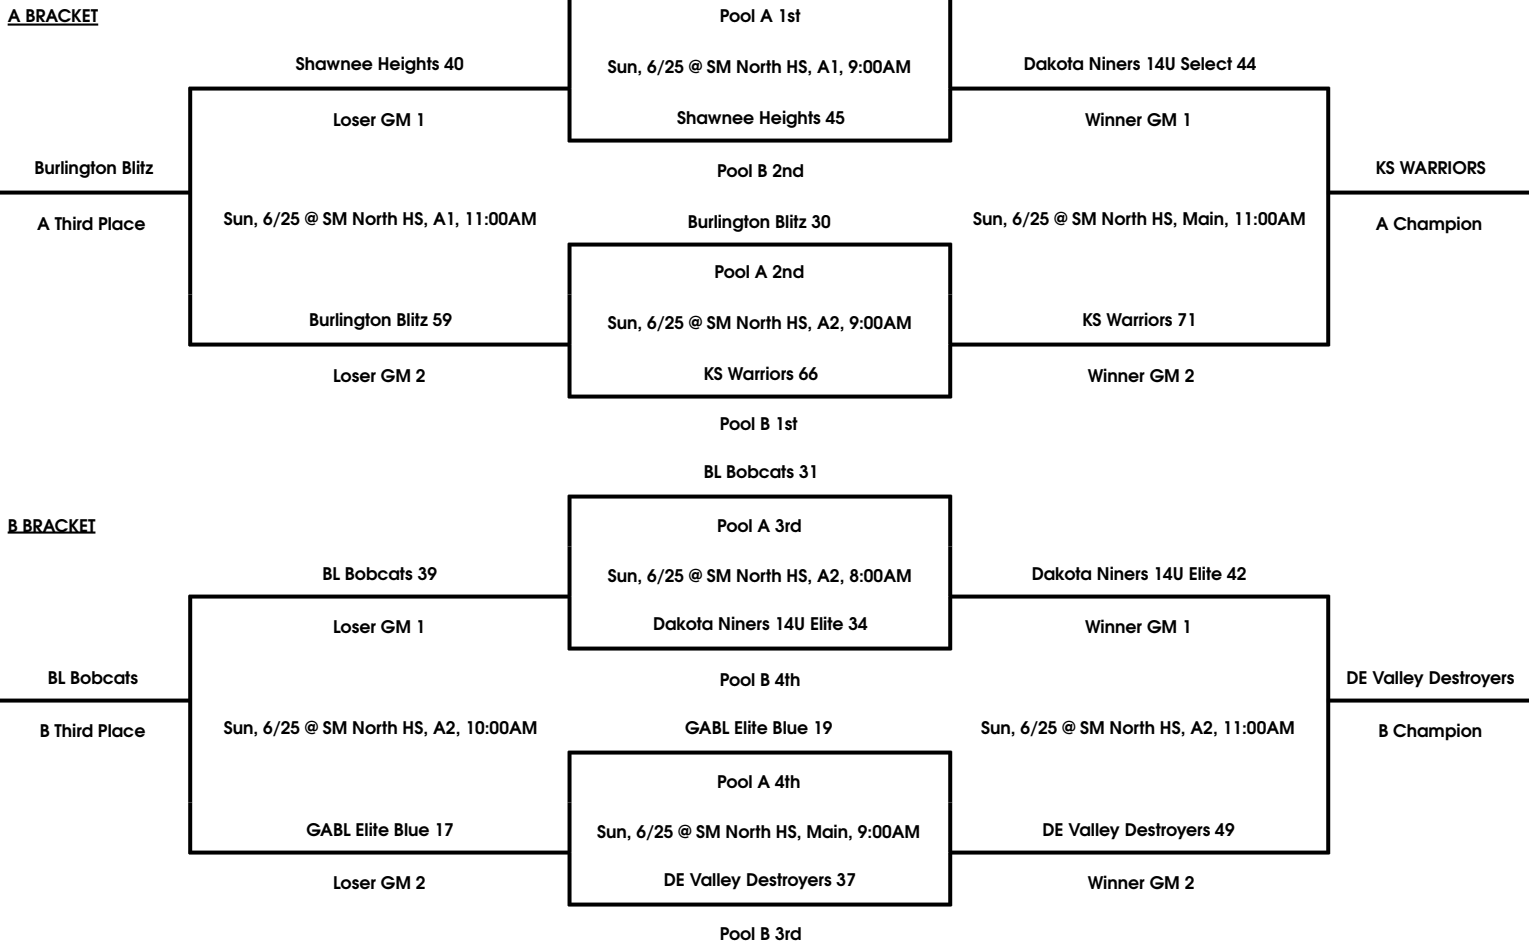 A BRACKET
Pool A 1st
Shawnee Heights 40
Sun, 6/25 @ SM North HS, A1, 9:00AM
Dakota Niners 14U Select 44
Loser GM 1
Shawnee Heights 45
Winner GM 1
Burlington Blitz
Pool B 2nd
KS WARRIORS
A Third Place
Sun, 6/25 @ SM North HS, A1, 11:00AM
Burlington Blitz 30
Sun, 6/25 @ SM North HS, Main, 11:00AM
A Champion
Pool A 2nd
Burlington Blitz 59
Sun, 6/25 @ SM North HS, A2, 9:00AM
KS Warriors 71
Loser GM 2
KS Warriors 66
Winner GM 2
Pool B 1st
BL Bobcats 31
B BRACKET
Pool A 3rd
BL Bobcats 39
Sun, 6/25 @ SM North HS, A2, 8:00AM
Dakota Niners 14U Elite 42
Loser GM 1
Dakota Niners 14U Elite 34
Winner GM 1
BL Bobcats
Pool B 4th
DE Valley Destroyers
B Third Place
Sun, 6/25 @ SM North HS, A2, 10:00AM
GABL Elite Blue 19
Sun, 6/25 @ SM North HS, A2, 11:00AM
B Champion
Pool A 4th
GABL Elite Blue 17
Sun, 6/25 @ SM North HS, Main, 9:00AM
DE Valley Destroyers 49
Loser GM 2
DE Valley Destroyers 37
Winner GM 2
Pool B 3rd